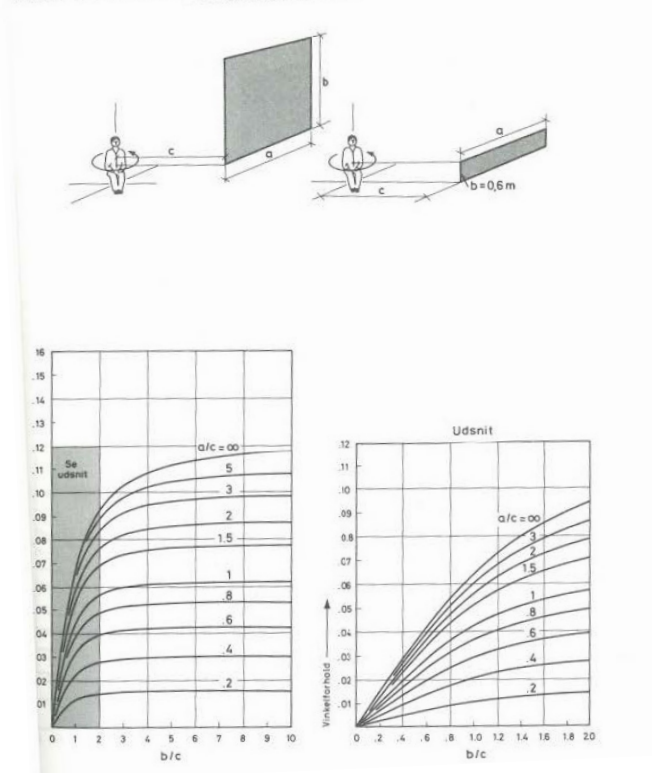 b
c
a
a
c
b=0,6m
16
.15
.14
.13
.12
.11
.10
.09
.08
.07
.06
.05
.04
.03
.02
.01
Se
udsnit
a/c = ∞
5
3
2
1.5
1
.8
.6
.4
.2
0 1 2 3 4 5 6 7 8 9 10
b/c
Udsnit
.12
.11
.10
.09
0.8
.07
.06
.05
.04
.03
.02
.01
Vinkelforhold
a/c=∞
3
2
1.5
1
.8
.6
.4
.2
0 .2 .4 .6 .8 1.0 1.2 1.4 1.6 1.8 2.0
b/c